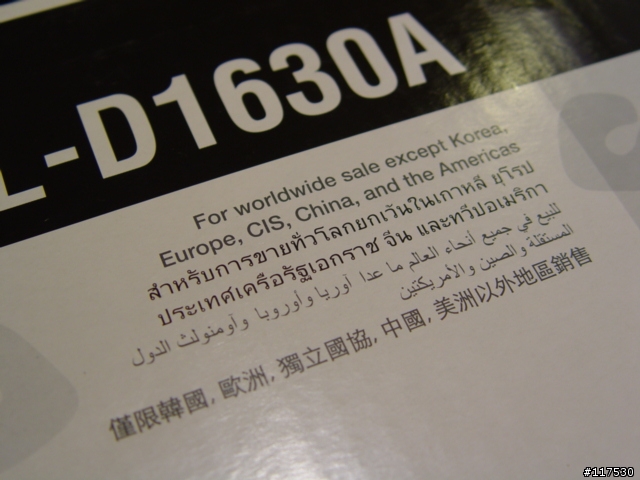 L-D1630A
For worldwide sale except Korea,
Europe, CIS, China, and the Americas
สำหรับการขายทั่วโลกยกเว้นในเกาหลี ยุโรป
ประเทศเครือรัฐเอกราช จีน และทวีปอเมริกา
للبيع في جميع أنحاء العالم ما عدا أوربا وأوروبا وآومنولث الدول
المستقلة والصين والأمريكتين
僅限韓國, 歐洲, 獨立國協, 中國, 美洲以外地區銷售
#117530